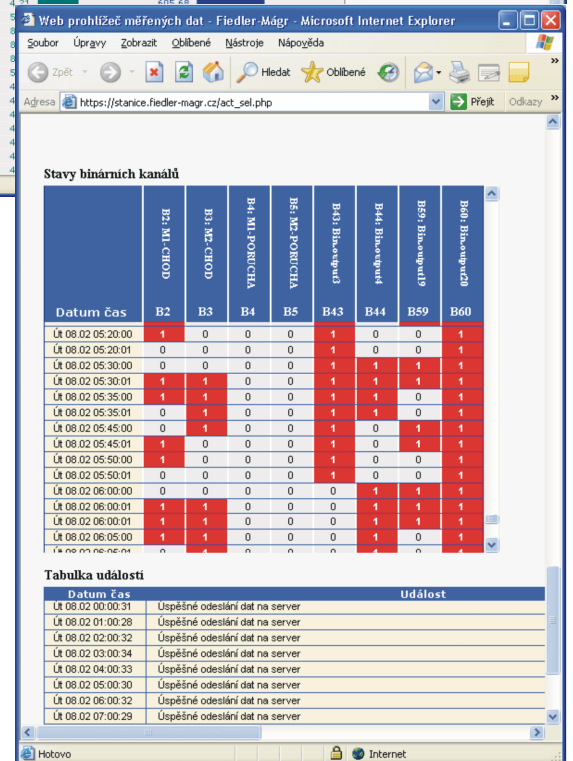 605,68
Web prohlížeč měřených dat - Fiedler-Mágr - Microsoft Internet Explorer
Soubor Úpravy Zobrazit Oblíbené Nástroje Nápověda
Zpět Hledat Oblíbené
Adresa https://stanice.fiedler-magr.cz/act_sel.php Přejít Odkazy
Stavy binárních kanálů
B2: M1-CHOD B3: M2-CHOD B4: M1-PORUCHA B5: M2-PORUCHA B43: Bin.output3 B44: Bin.output4 B59: Bin.output19 B60: Bin.output20
Datum čas B2 B3 B4 B5 B43 B44 B59 B60
Út 08.02 05:20:00 1 0 0 0 1 0 0 1
Út 08.02 05:20:01 0 0 0 0 1 0 0 1
Út 08.02 05:30:00 0 0 0 0 1 1 1 1
Út 08.02 05:30:01 1 1 0 0 1 1 1 1
Út 08.02 05:35:00 1 1 0 0 1 1 0 1
Út 08.02 05:35:01 0 1 0 0 1 1 0 1
Út 08.02 05:45:00 0 1 0 0 1 0 1 1
Út 08.02 05:45:01 1 0 0 0 1 0 1 1
Út 08.02 05:50:00 1 0 0 0 1 0 0 1
Út 08.02 05:50:01 0 0 0 0 1 0 0 1
Út 08.02 06:00:00 0 0 0 0 0 1 1 1
Út 08.02 06:00:01 1 1 0 0 0 1 1 1
Út 08.02 06:00:01 1 1 0 0 0 1 1 1
Út 08.02 06:05:00 1 1 0 0 0 1 0 1
Út 08.02 06:05:01 0 1 0 0 0 1 0 1
Tabulka událostí
Datum čas Událost
Út 08.02 00:00:31 Úspěšné odeslání dat na server
Út 08.02 01:00:28 Úspěšné odeslání dat na server
Út 08.02 02:00:32 Úspěšné odeslání dat na server
Út 08.02 03:00:34 Úspěšné odeslání dat na server
Út 08.02 04:00:33 Úspěšné odeslání dat na server
Út 08.02 05:00:30 Úspěšné odeslání dat na server
Út 08.02 06:00:32 Úspěšné odeslání dat na server
Út 08.02 07:00:29 Úspěšné odeslání dat na server
Hotovo Internet